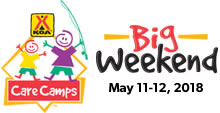 KOA
Care Camps
Big
Weekend
May 11-12, 2018